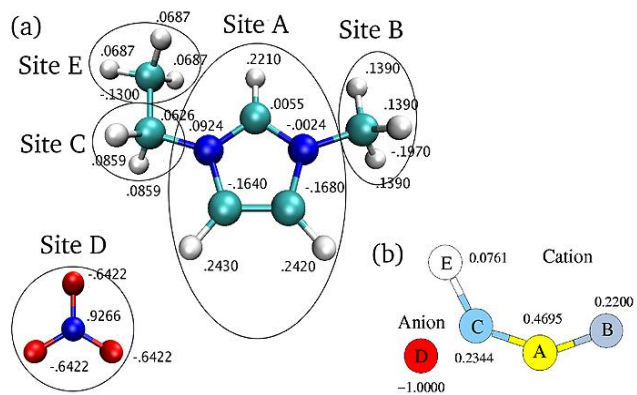 (a)
Site A
Site B
Site E
Site C
.0687
.0687
.0687
-.1300
.0626
.0859
.0859
.0924
.2210
.0055
-.0024
-.1640
-.1680
.2430
.2420
.1390
.1390
-.1970
.1390
Site D
-.6422
.9266
-.6422
-.6422
(b)
Cation
E
0.0761
C
0.2344
A
0.4695
B
0.2200
Anion
D
-1.0000